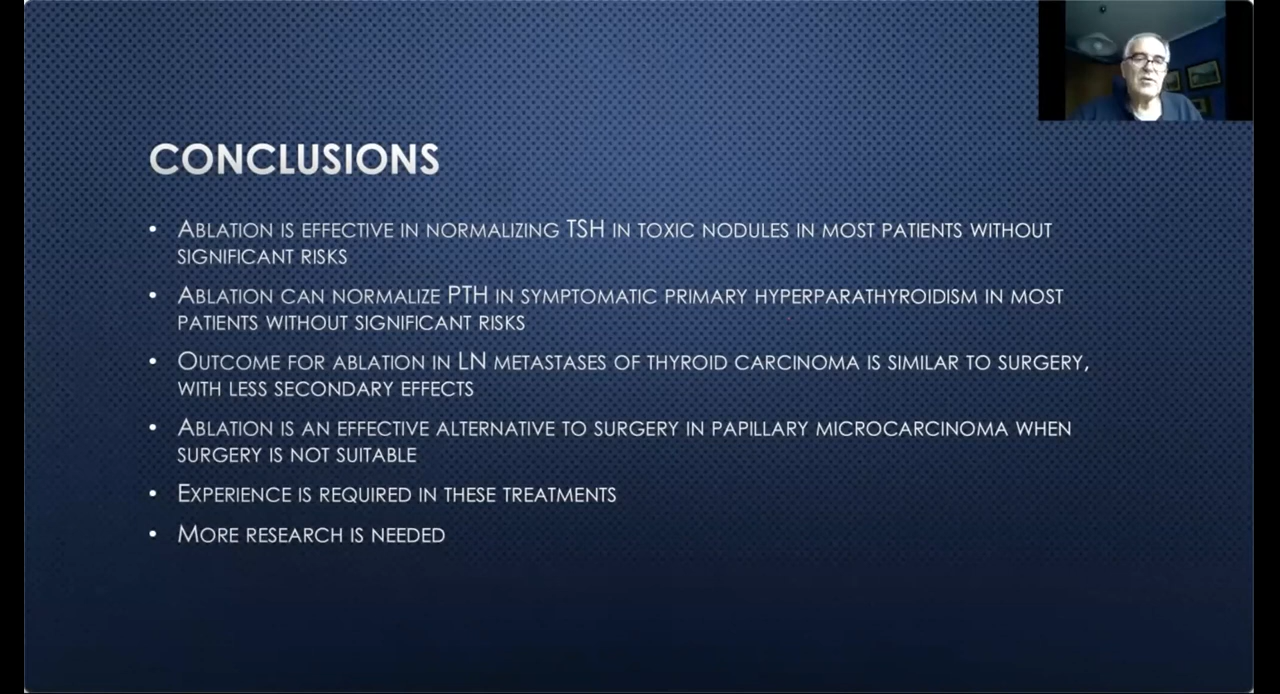 CONCLUSIONS
• ABLATION IS EFFECTIVE IN NORMALIZING TSH IN TOXIC NODULES IN MOST PATIENTS WITHOUT
SIGNIFICANT RISKS
• ABLATION CAN NORMALIZE PTH IN SYMPTOMATIC PRIMARY HYPERPARATHYROIDISM IN MOST
PATIENTS WITHOUT SIGNIFICANT RISKS
• OUTCOME FOR ABLATION IN LN METASTASES OF THYROID CARCINOMA IS SIMILAR TO SURGERY,
WITH LESS SECONDARY EFFECTS
• ABLATION IS AN EFFECTIVE ALTERNATIVE TO SURGERY IN PAPILLARY MICROCARCINOMA WHEN
SURGERY IS NOT SUITABLE
• EXPERIENCE IS REQUIRED IN THESE TREATMENTS
• MORE RESEARCH IS NEEDED